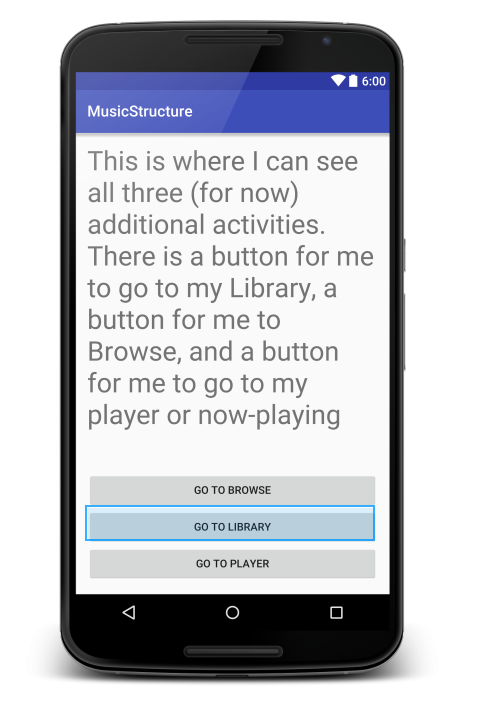 6:00
MusicStructure
This is where I can see
all three (for now)
additional activities.
There is a button for me
to go to my Library, a
button for me to
Browse, and a button
for me to go to my
player or now-playing
GO TO BROWSE
GO TO LIBRARY
GO TO PLAYER